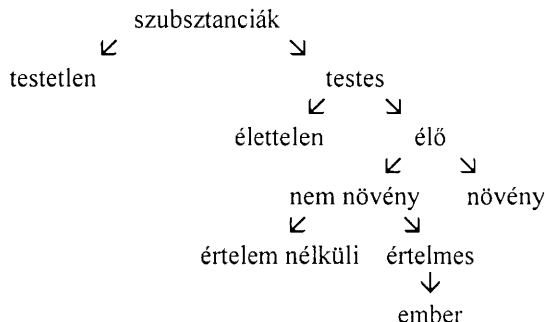 szubsztanciák
testetlen testes
élettelen élő
nem növény növény
értelem nélküli értelmes
ember